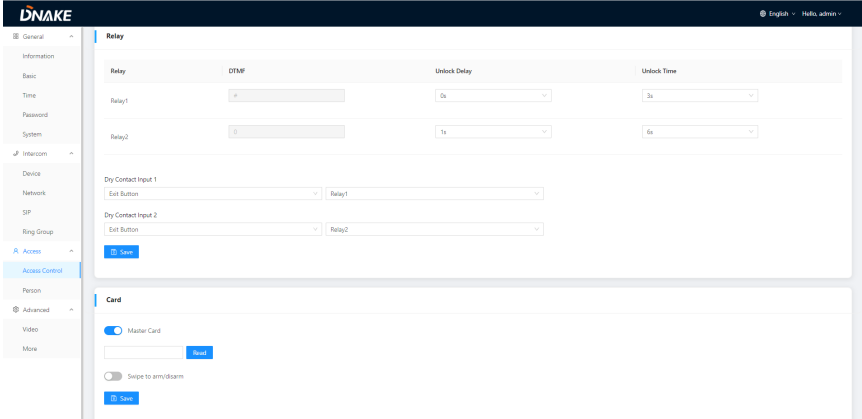 DNAKE
English
Hello, admin
General
Information
Basic
Time
Password
System
Intercom
Device
Network
SIP
Ring Group
Access
Access Control
Person
Advanced
Video
More
Relay
Relay DTMF Unlock Delay Unlock Time
Relay1 # 0s 3s
Relay2 0 1s 6s
Dry Contact Input 1
Exit Button Relay1
Dry Contact Input 2
Exit Button Relay2
Save
Card
Master Card
Read
Swipe to arm/disarm
Save